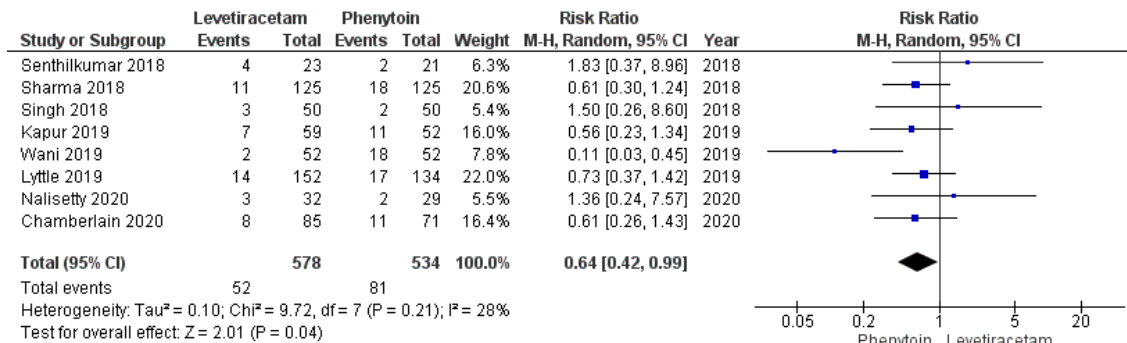 Levetiracetam Phenytoin Risk Ratio Risk Ratio
Study or Subgroup Events Total Events Total Weight M-H, Random, 95% CI Year M-H, Random, 95% CI
Senthilkumar 2018 4 23 2 21 6.3% 1.83 [0.37, 8.96] 2018
Sharma 2018 11 125 18 125 20.6% 0.61 [0.30, 1.24] 2018
Singh 2018 3 50 2 50 5.4% 1.50 [0.26, 8.60] 2018
Kapur 2019 7 59 11 52 16.0% 0.56 [0.23, 1.34] 2019
Wani 2019 2 52 18 52 7.8% 0.11 [0.03, 0.45] 2019
Lyttle 2019 14 152 17 134 22.0% 0.73 [0.37, 1.42] 2019
Nalisetty 2020 3 32 2 29 5.5% 1.36 [0.24, 7.57] 2020
Chamberlain 2020 8 85 11 71 16.4% 0.61 [0.26, 1.43] 2020
Total (95% CI) 578 534 100.0% 0.64 [0.42, 0.99]
Total events 52 81
Heterogeneity: Tau² = 0.10; Chi² = 9.72, df = 7 (P = 0.21); I² = 28%
Test for overall effect: Z = 2.01 (P = 0.04)
0.05 0.2 1 5 20
Phenytoin Levetiracetam